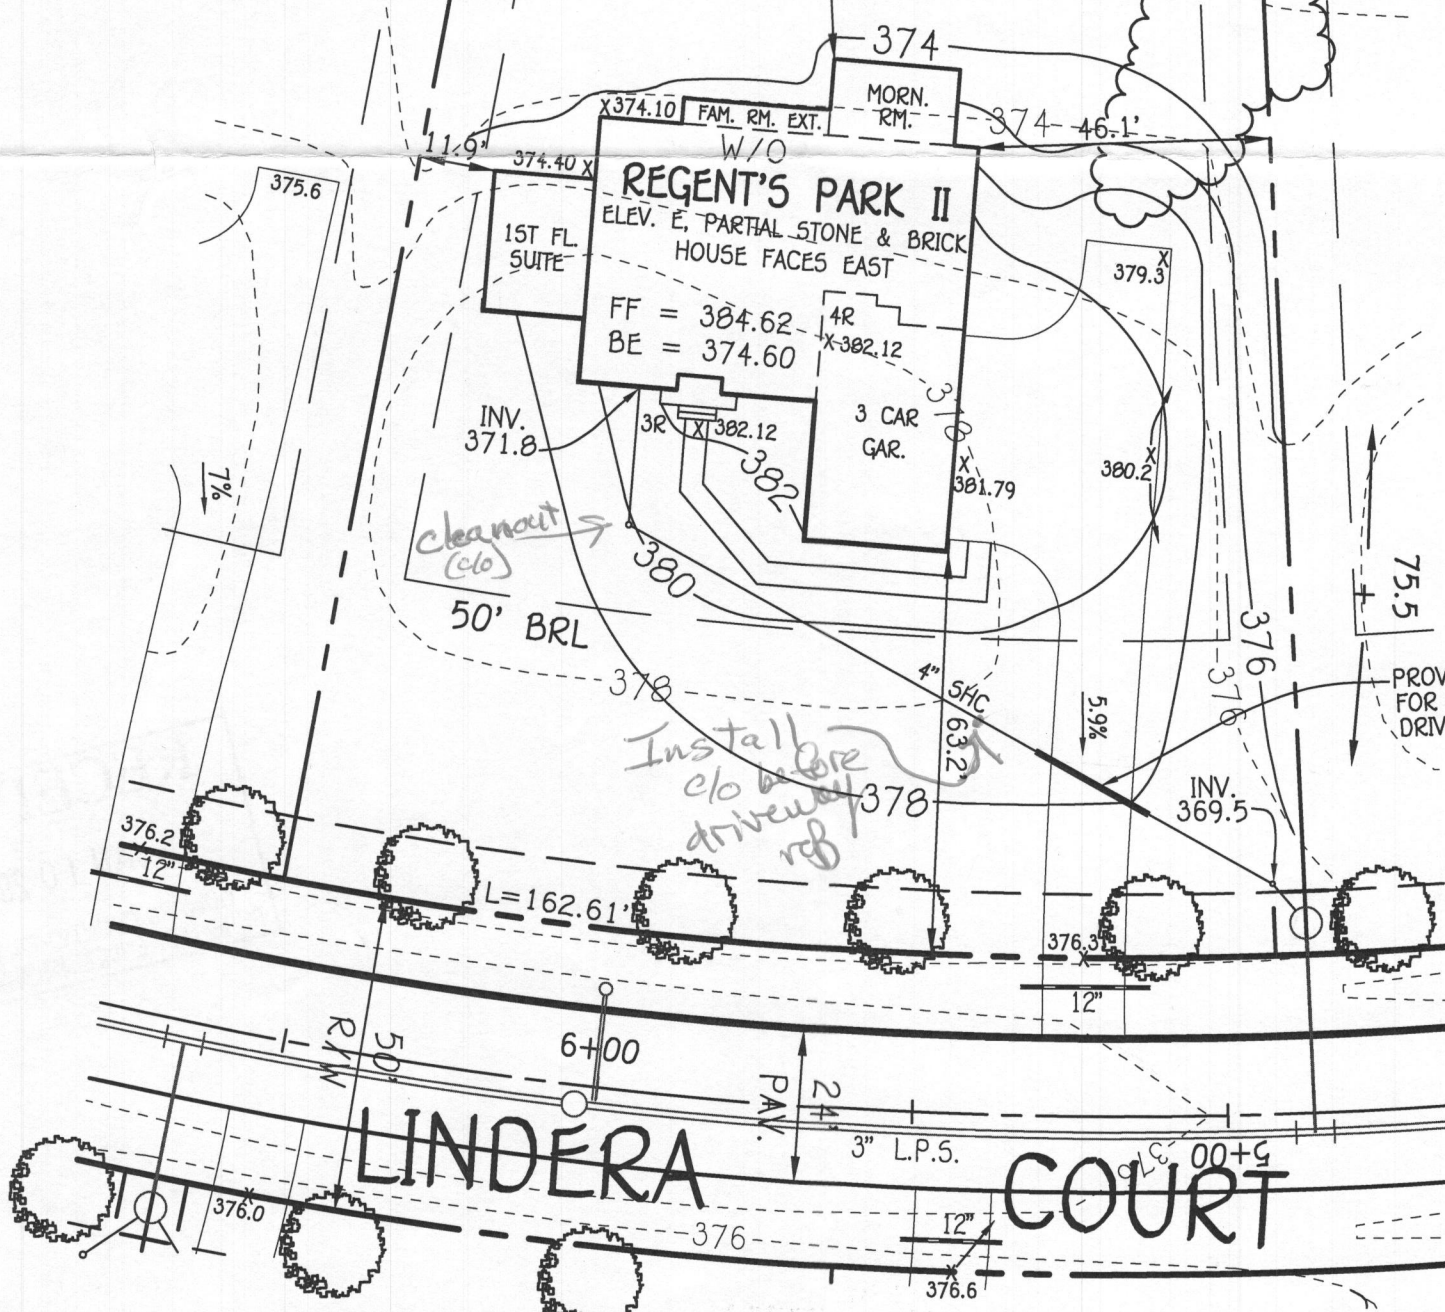 374
MORN.
RM.
X374.10
FAM. RM. EXT.
374
46.1'
11.9'
374.40 X
W/O
375.6
REGENT'S PARK II
ELEV. E, PARTIAL STONE & BRICK
HOUSE FACES EAST
1ST FL.
SUITE
379.3
X
FF = 384.62
BE = 374.60
4R
X 382.12
378
3 CAR
GAR.
INV.
371.8
3R
X 382.12
382
X
380.2
X
381.79
7%
cleanout
(c/o)
380
75.5
+
50' BRL
376
378
4" SHC
376
PROV
FOR
DRIV
63.2'
5.9%
Install
c/o before
driveway
378
INV.
369.5
376.2
X
12"
L=162.61'
376.31
X
12"
R/W
50'
6+00
PAV.
24'
LINDERA
3" L.P.S.
376
5+00
COURT
X
376.0
376
12"
X
376.6